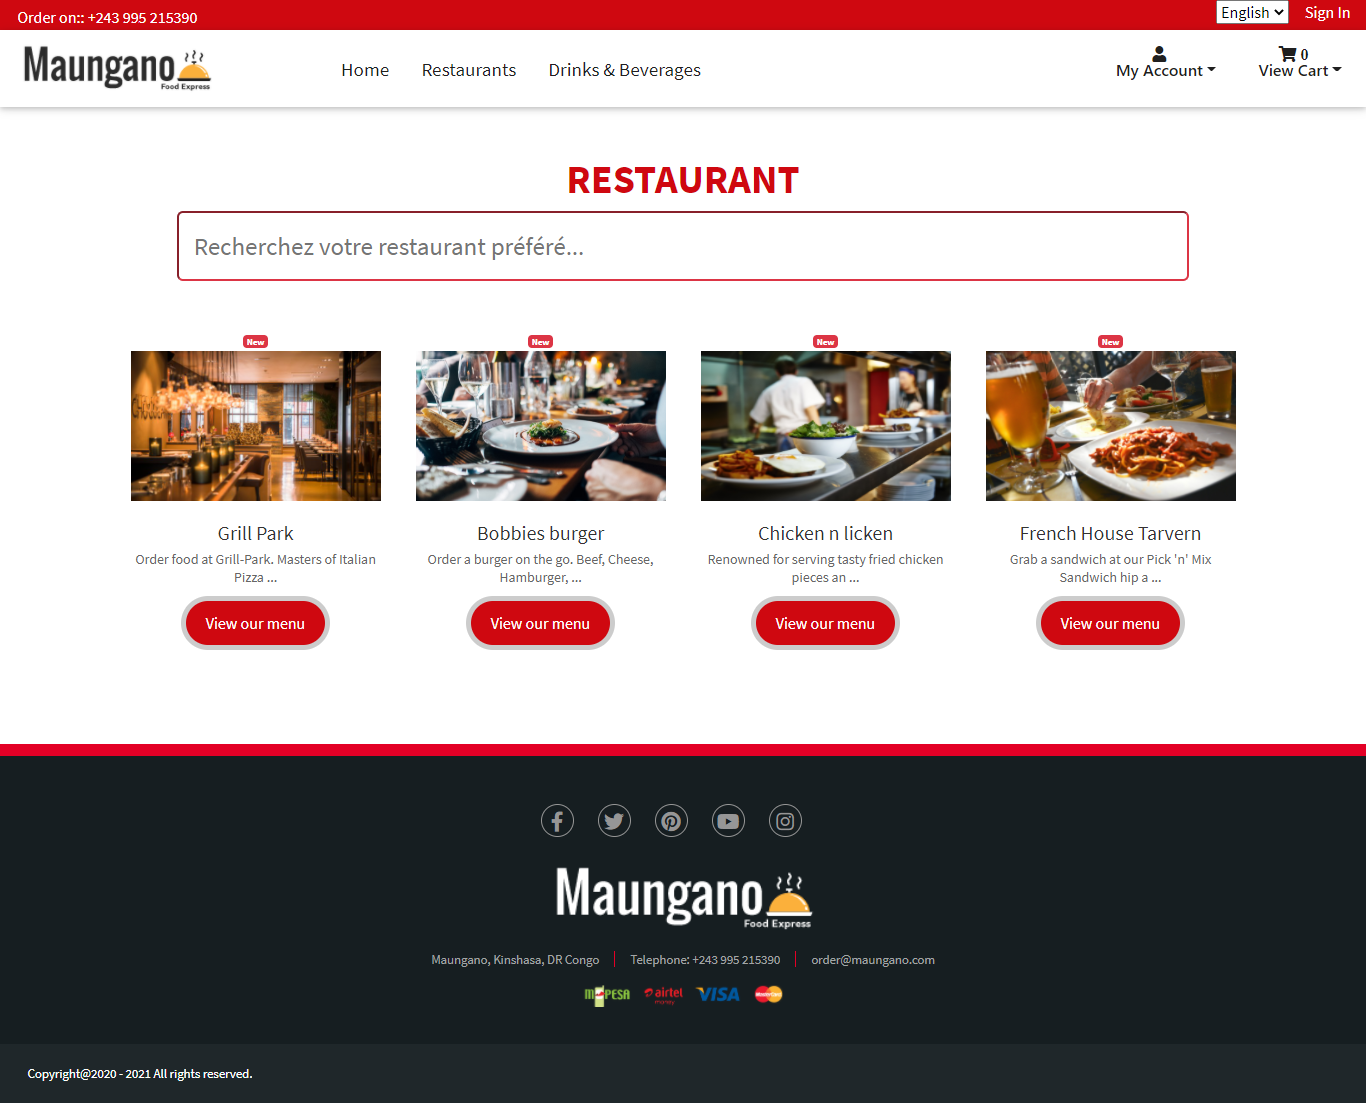 Order on:: +243 995 215390
English
Sign In
Maungano
Food Express
Home
Restaurants
Drinks & Beverages
My Account
0
View Cart
RESTAURANT
Recherchez votre restaurant préféré...
New
New
New
New
Grill Park
Order food at Grill-Park. Masters of Italian
Pizza ...
View our menu
Bobbies burger
Order a burger on the go. Beef, Cheese,
Hamburger, ...
View our menu
Chicken n licken
Renowned for serving tasty fried chicken
pieces an ...
View our menu
French House Tarvern
Grab a sandwich at our Pick 'n' Mix
Sandwich hip a ...
View our menu
Maungano
Food Express
Maungano, Kinshasa, DR Congo
Telephone: +243 995 215390
order@maungano.com
M-PESA
airtel
money
VISA
MasterCard
Copyright@2020 - 2021 All rights reserved.